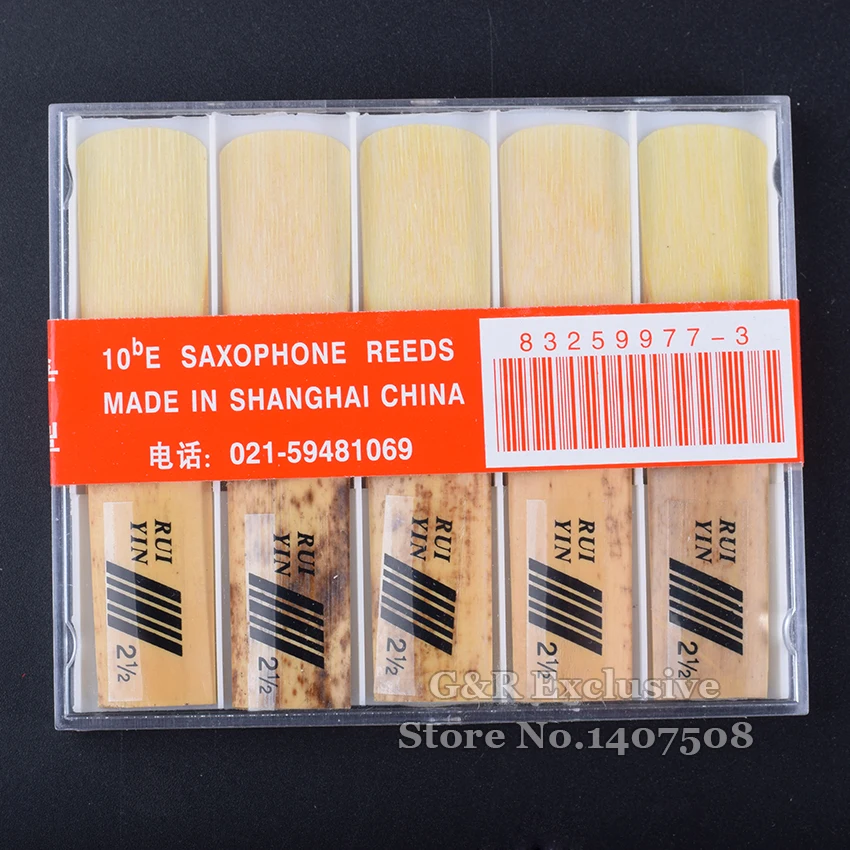 10ᵇE SAXOPHONE REEDS
MADE IN SHANGHAI CHINA
电话: 021-59481069
83259977-3
RUI
YIN
2½
RUI
YIN
2½
RUI
YIN
2½
RUI
YIN
2½
RUI
YIN
2½
G&R Exclusive
Store No.1407508